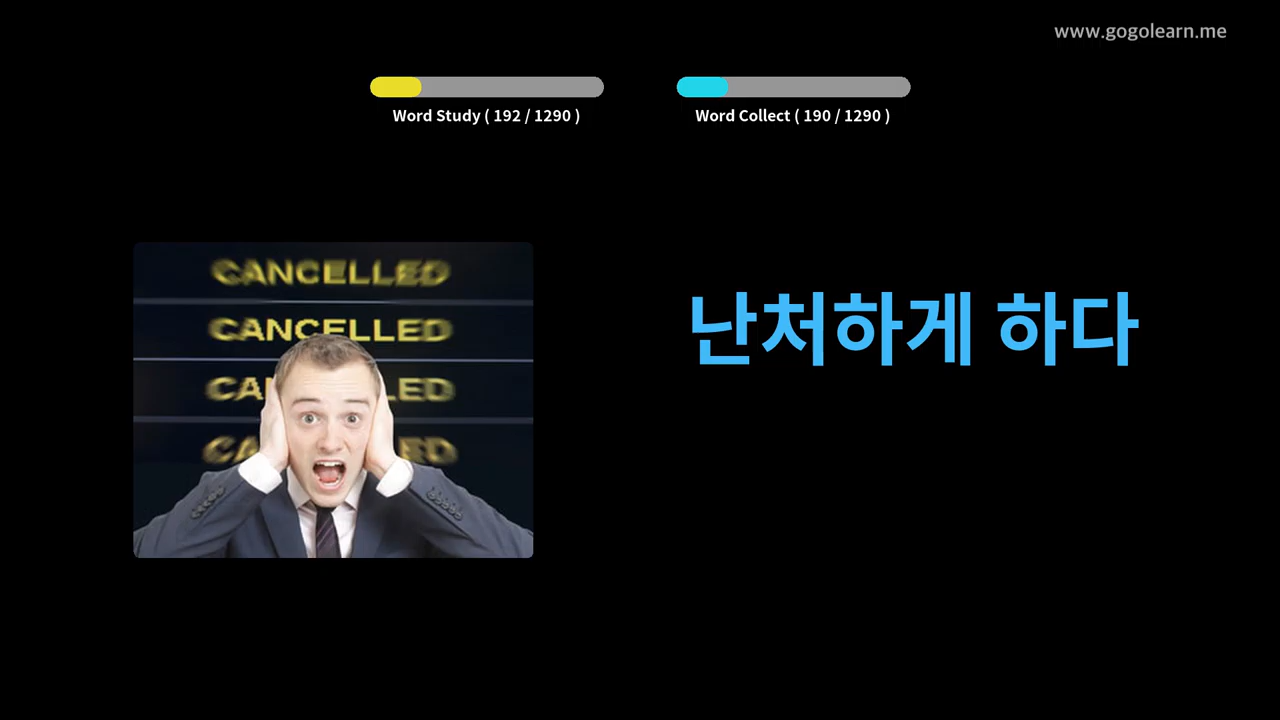 www.gogolearn.me
Word Study ( 192 / 1290 )
Word Collect ( 190 / 1290 )
CANCELLED
CANCELLED
난처하게 하다